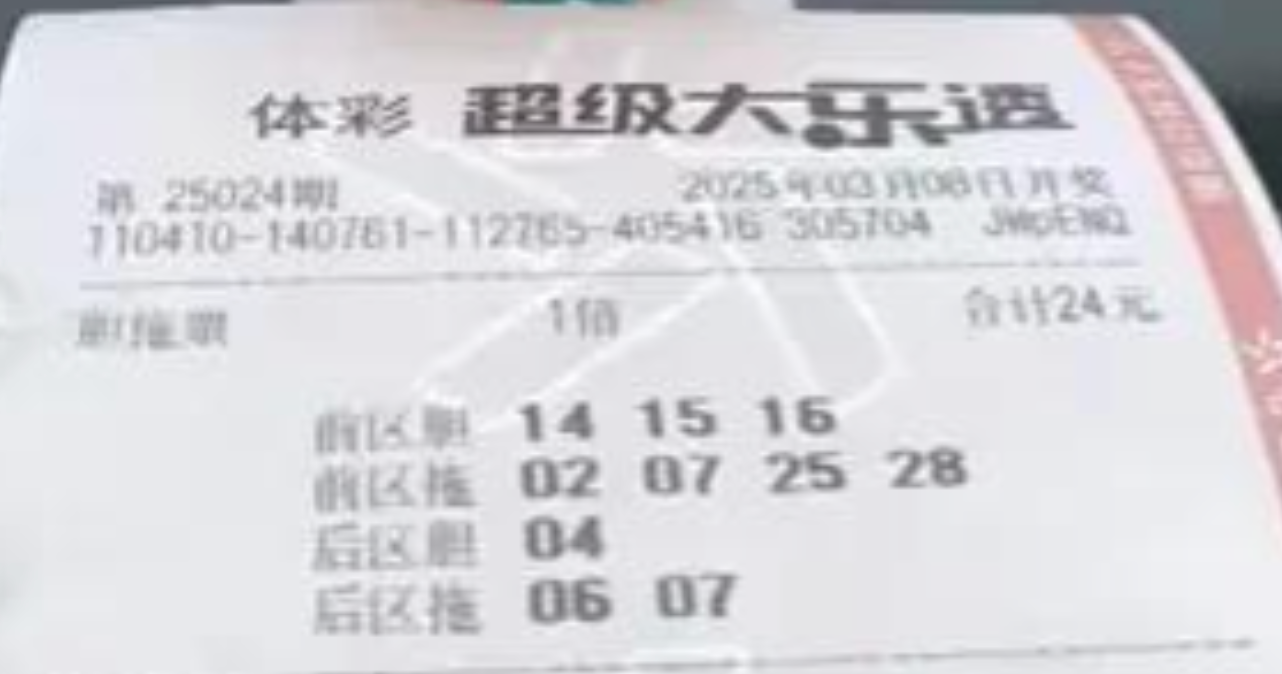 体彩 超级大乐透
第 25024期 2025年03月08日开奖
110410-140761-112765-405416 305704 JWpENQ
胆拖票 1倍 合计24元
前区胆 14 15 16
前区拖 02 07 25 28
后区胆 04
后区拖 06 07